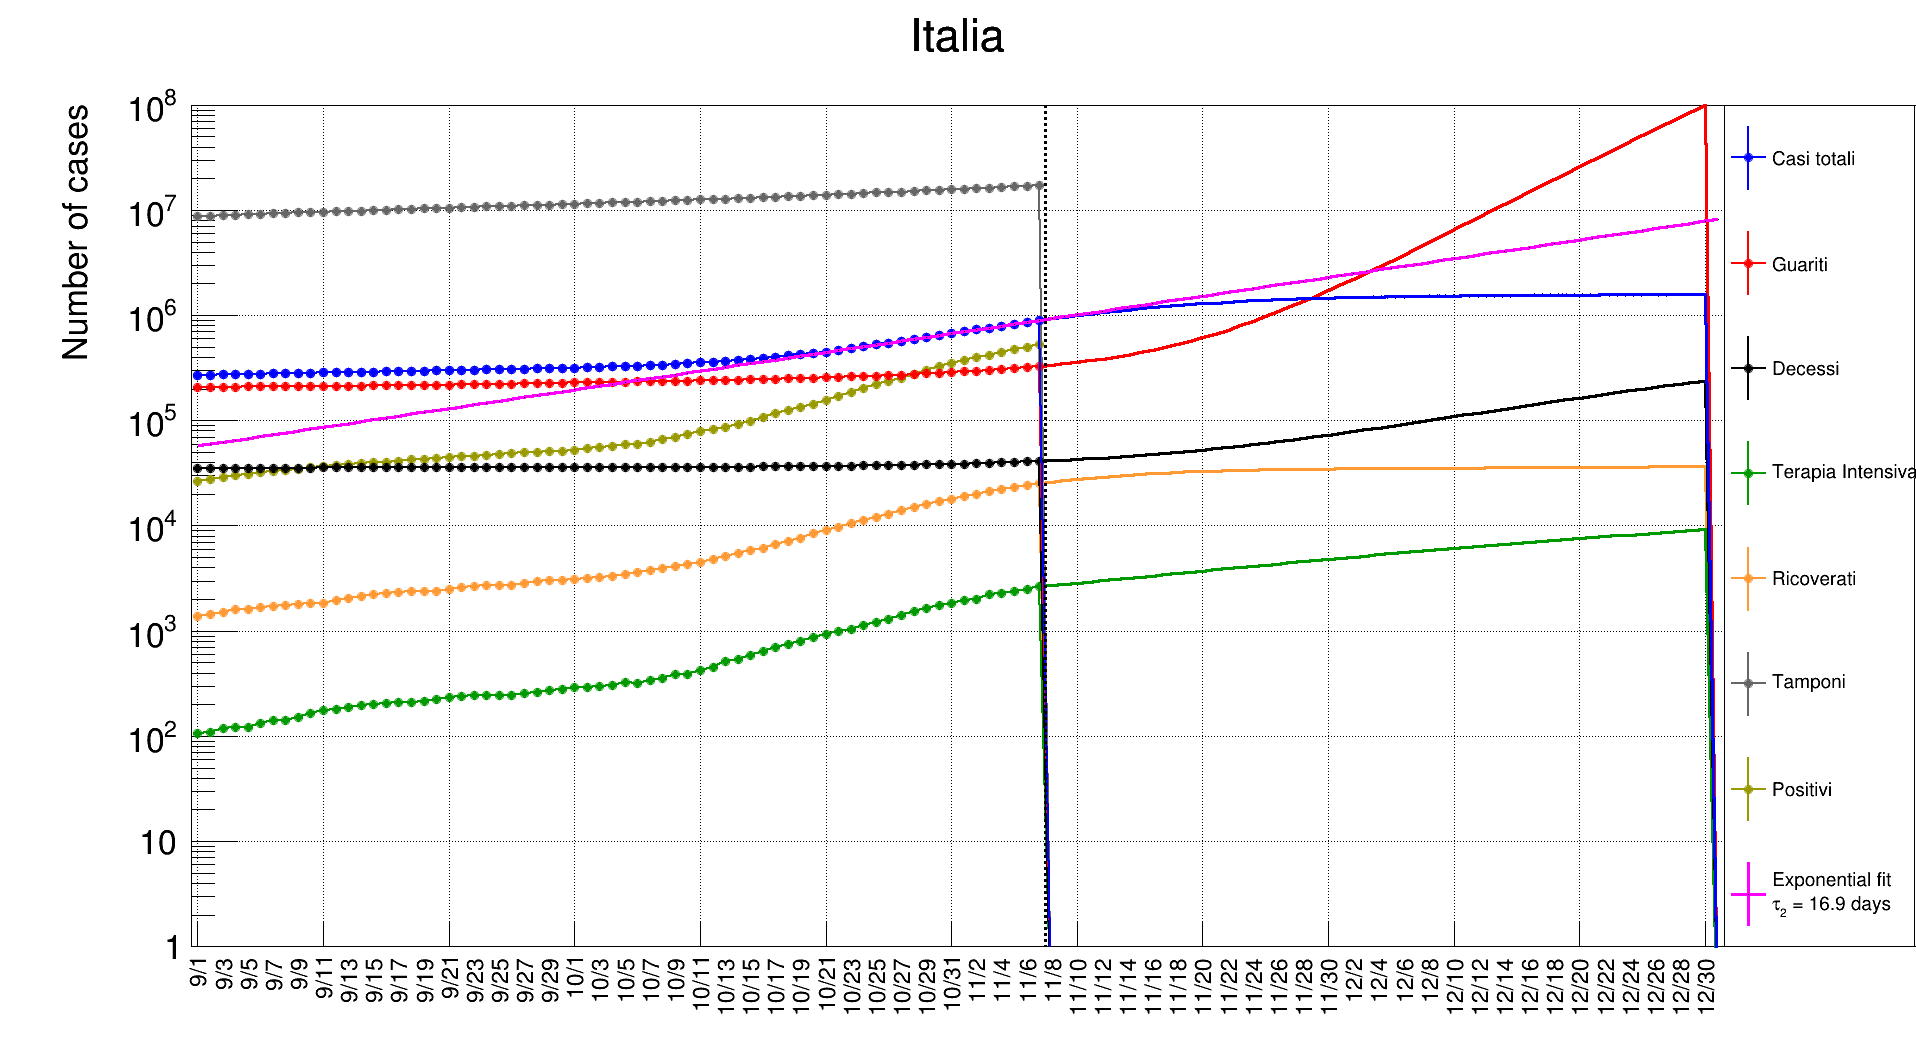 Italia
Number of cases
10^8
10^7
10^6
10^5
10^4
10^3
10^2
10
1
9/1 9/3 9/5 9/7 9/9 9/11 9/13 9/15 9/17 9/19 9/21 9/23 9/25 9/27 9/29 10/1 10/3 10/5 10/7 10/9 10/11 10/13 10/15 10/17 10/19 10/21 10/23 10/25 10/27 10/29 10/31 11/2 11/4 11/6 11/8 11/10 11/12 11/14 11/16 11/18 11/20 11/22 11/24 11/26 11/28 11/30 12/2 12/4 12/6 12/8 12/10 12/12 12/14 12/16 12/18 12/20 12/22 12/24 12/26 12/28 12/30
Casi totali
Guariti
Decessi
Terapia Intensiva
Ricoverati
Tamponi
Positivi
Exponential fit
τ₂ = 16.9 days